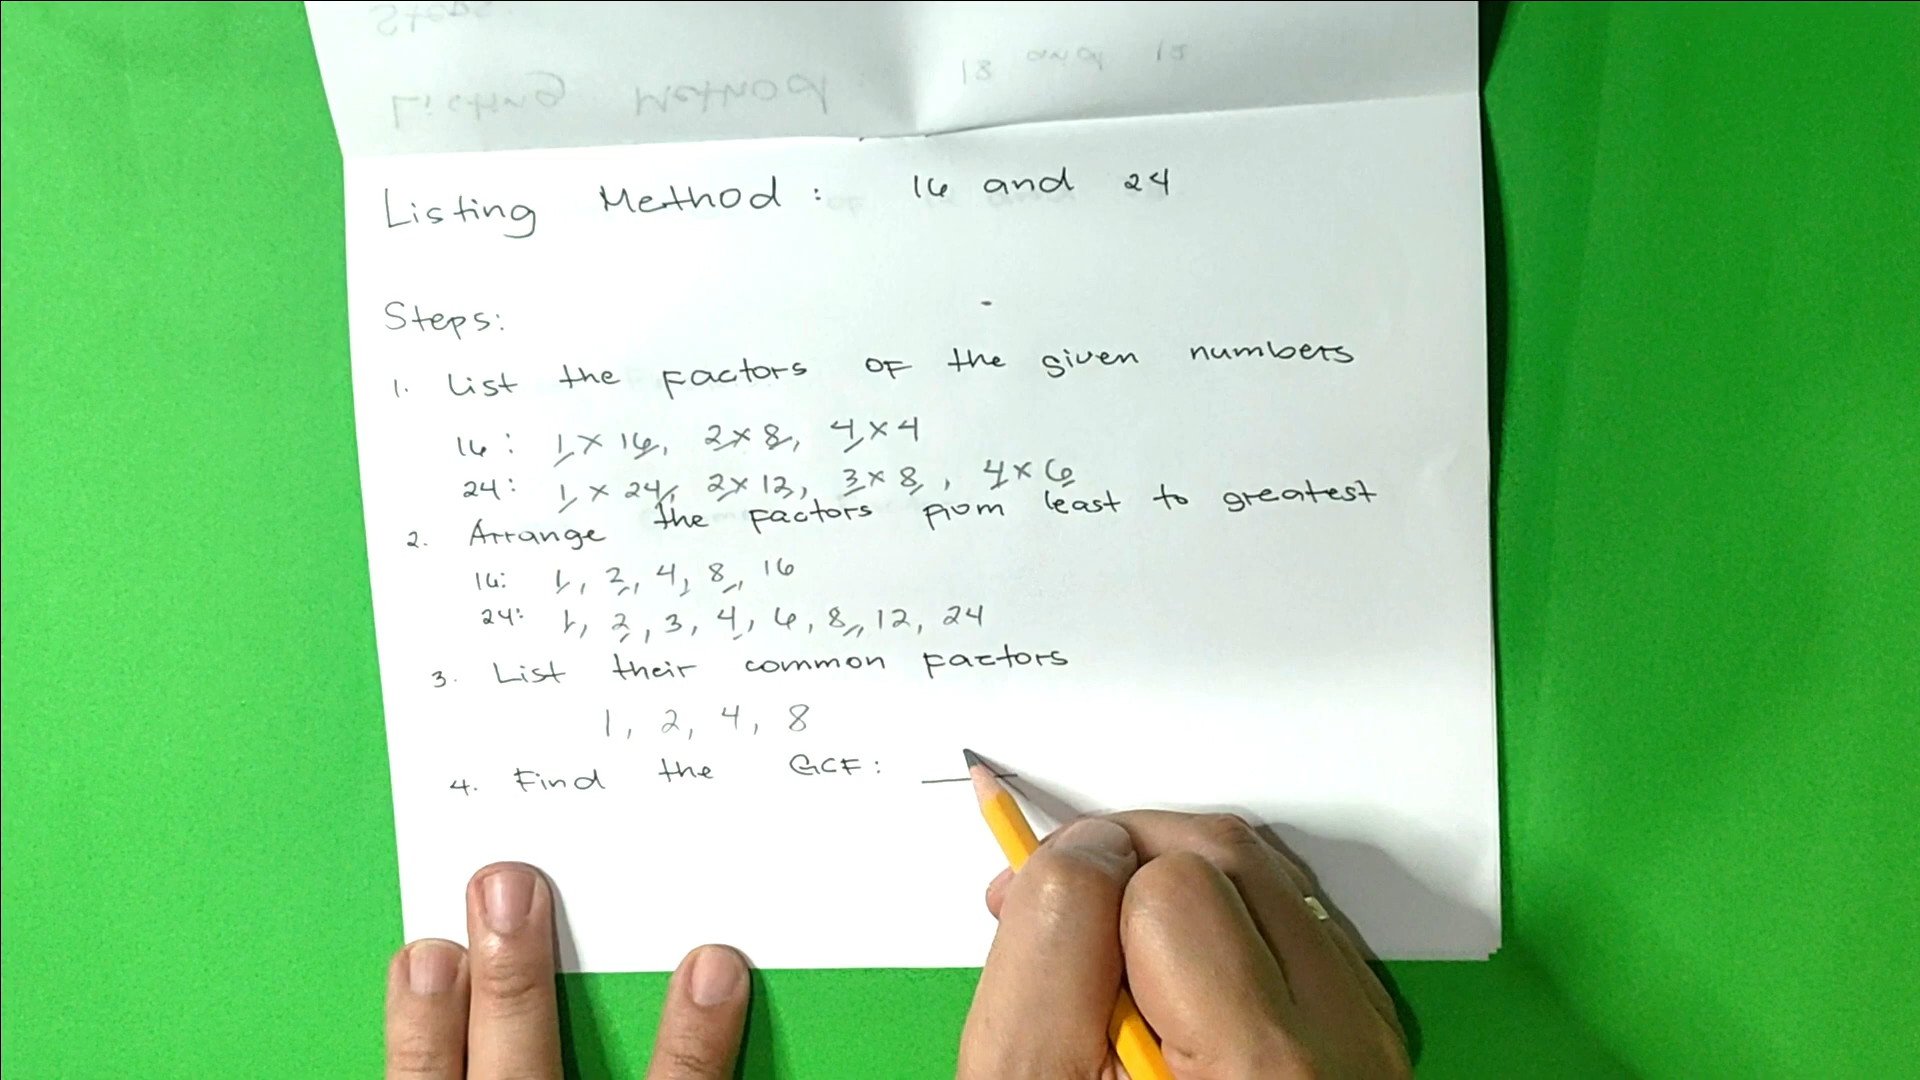 Listing Method : 16 and 24
Steps:
1. List the factors of the given numbers
16 : 1 x 16, 2 x 8, 4 x 4
24 : 1 x 24, 2 x 12, 3 x 8 , 4 x 6
2. Arrange the factors from least to greatest
16: 1, 2, 4, 8, 16
24: 1, 2, 3, 4, 6, 8, 12, 24
3. List their common factors
1, 2, 4, 8
4. Find the GCF : ____